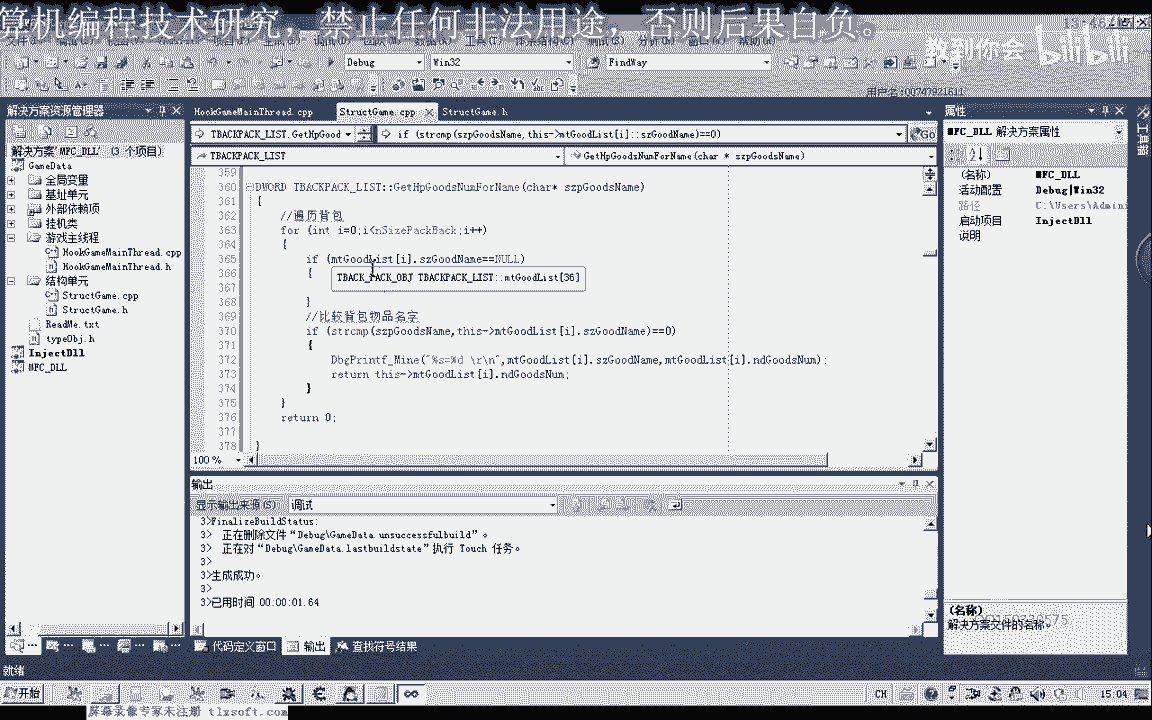 算机编程技术研究，禁止任何非法用途，否则后果自负。
教到你会 bilibili
Debug
Win32
FindWay
用户名:00747921611
解决方案资源管理器
HookGameMainThread.cpp
StructGame.cpp
StructGame.h
属性
TBACKPACK_LIST.GetHpGood
if (strcmp(szpGoodsName,this->mtGoodList[i]::szGoodName)==0)
Go
MFC_DLL 解决方案属性
工具箱
解决方案'MFC_DLL' (3 个项目)
TBACKPACK_LIST
GetHpGoodsNumForName(char * szpGoodsName)
GameData
全局变量
基址单元
外部依赖项
挂机类
游戏主线程
HookGameMainThread.cpp
HookGameMainThread.h
结构单元
StructGame.cpp
StructGame.h
ReadMe.txt
typeObj.h
InjectDll
MFC_DLL
359
360 DWORD TBACKPACK_LIST::GetHpGoodsNumForName(char* szpGoodsName)
361 {
362 //遍历背包
363 for (int i=0;i<nSizePackBack;i++)
364 {
365 if (mtGoodList[i].szGoodName==NULL)
366 {
TBACK_PACK_OBJ TBACKPACK_LIST::mtGoodList[36]
367
368 }
369 //比较背包物品名字
370 if (strcmp(szpGoodsName,this->mtGoodList[i].szGoodName)==0)
371 {
372 DbgPrintf_Mine("%s=%d \r\n",mtGoodList[i].szGoodName,mtGoodList[i].ndGoodsNum);
373 return this->mtGoodList[i].ndGoodsNum;
374 }
375 }
376 return 0;
377
378 }
100 %
(名称) MFC_DLL
活动配置 Debug|Win32
路径 C:\Users\Admini
启动项目 InjectDll
说明
输出
显示输出来源(S): 调试
3>FinalizeBuildStatus:
3> 正在删除文件“Debug\GameData.unsuccessfulbuild”。
3> 正在对“Debug\GameData.lastbuildstate”执行 Touch 任务。
3>
3>生成成功。
3>
3>已用时间 00:00:01.64
(名称)
解决方案文件的名称。
代码定义窗口
输出
查找符号结果
就绪
开始
CH
15:04
屏幕录像专家未注册 tlxsoft.com